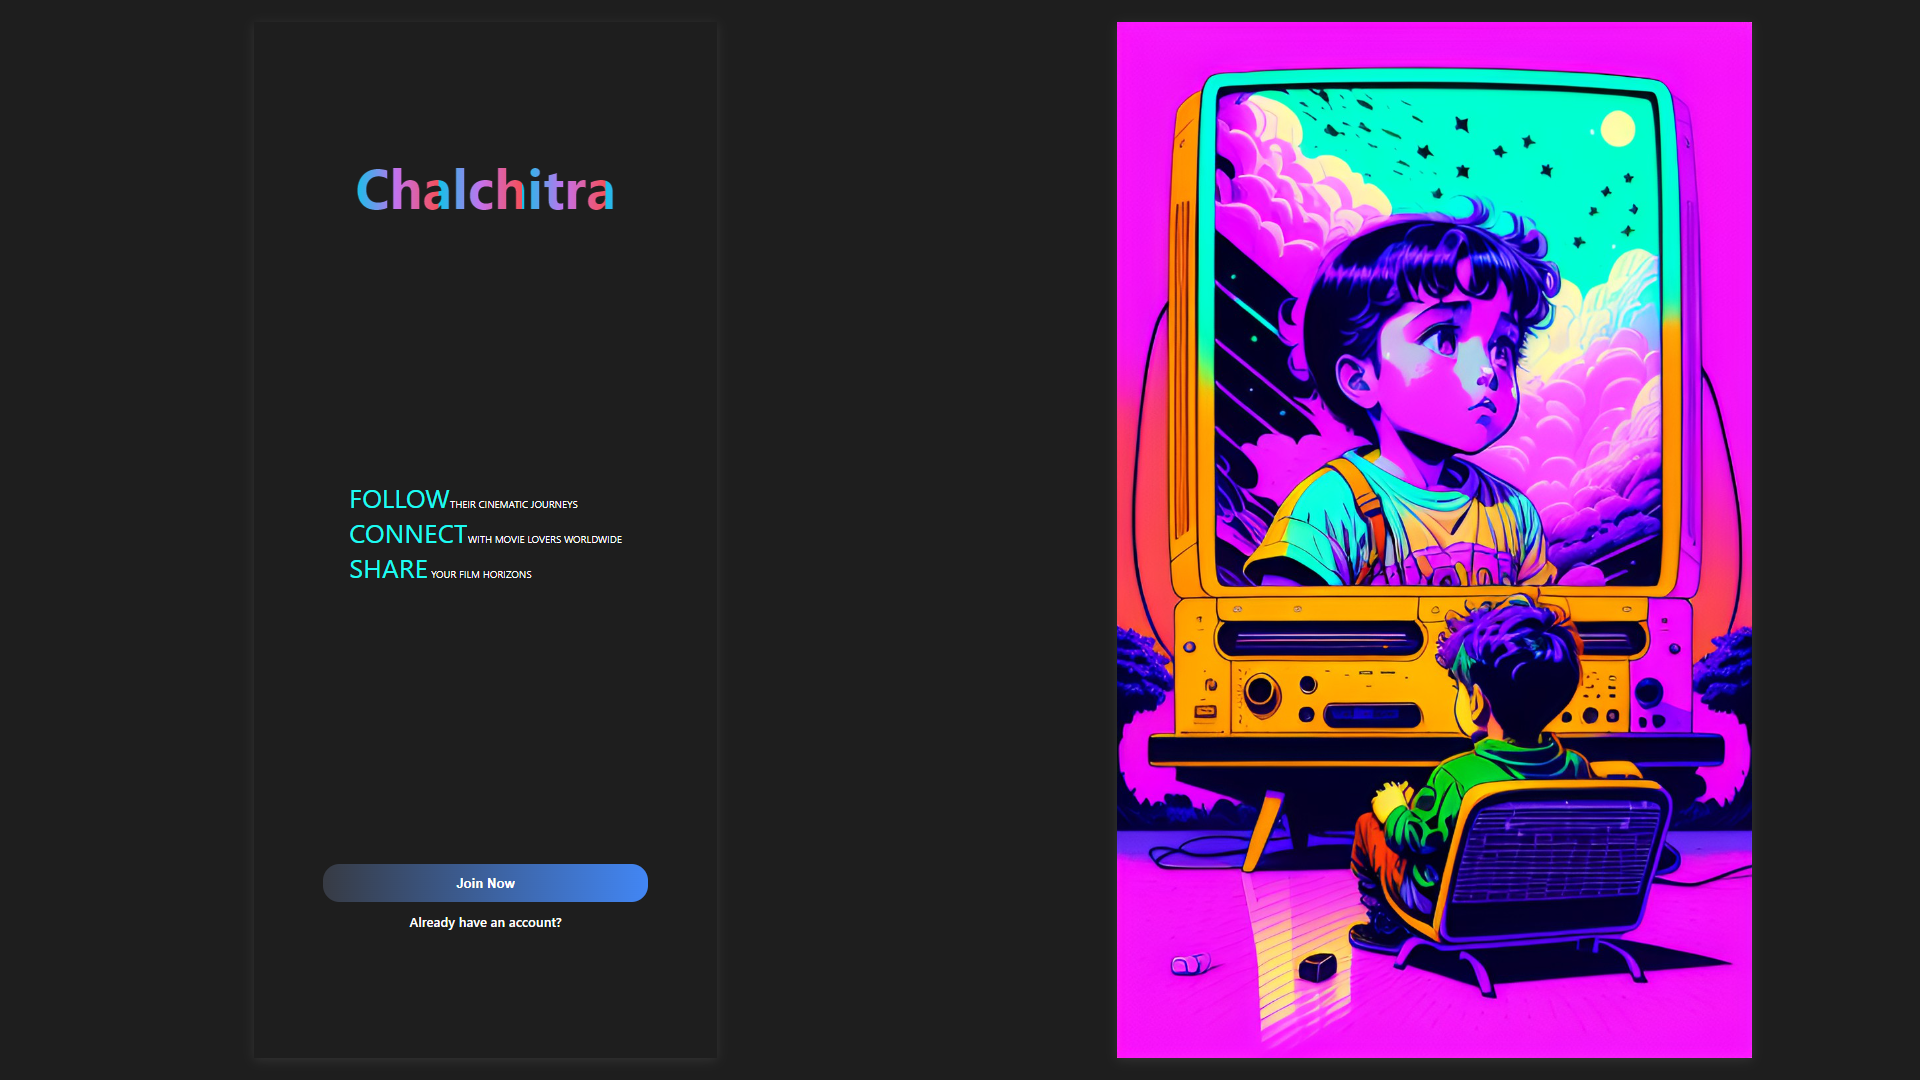 Chalchitra
FOLLOW THEIR CINEMATIC JOURNEYS
CONNECT WITH MOVIE LOVERS WORLDWIDE
SHARE YOUR FILM HORIZONS
Join Now
Already have an account?